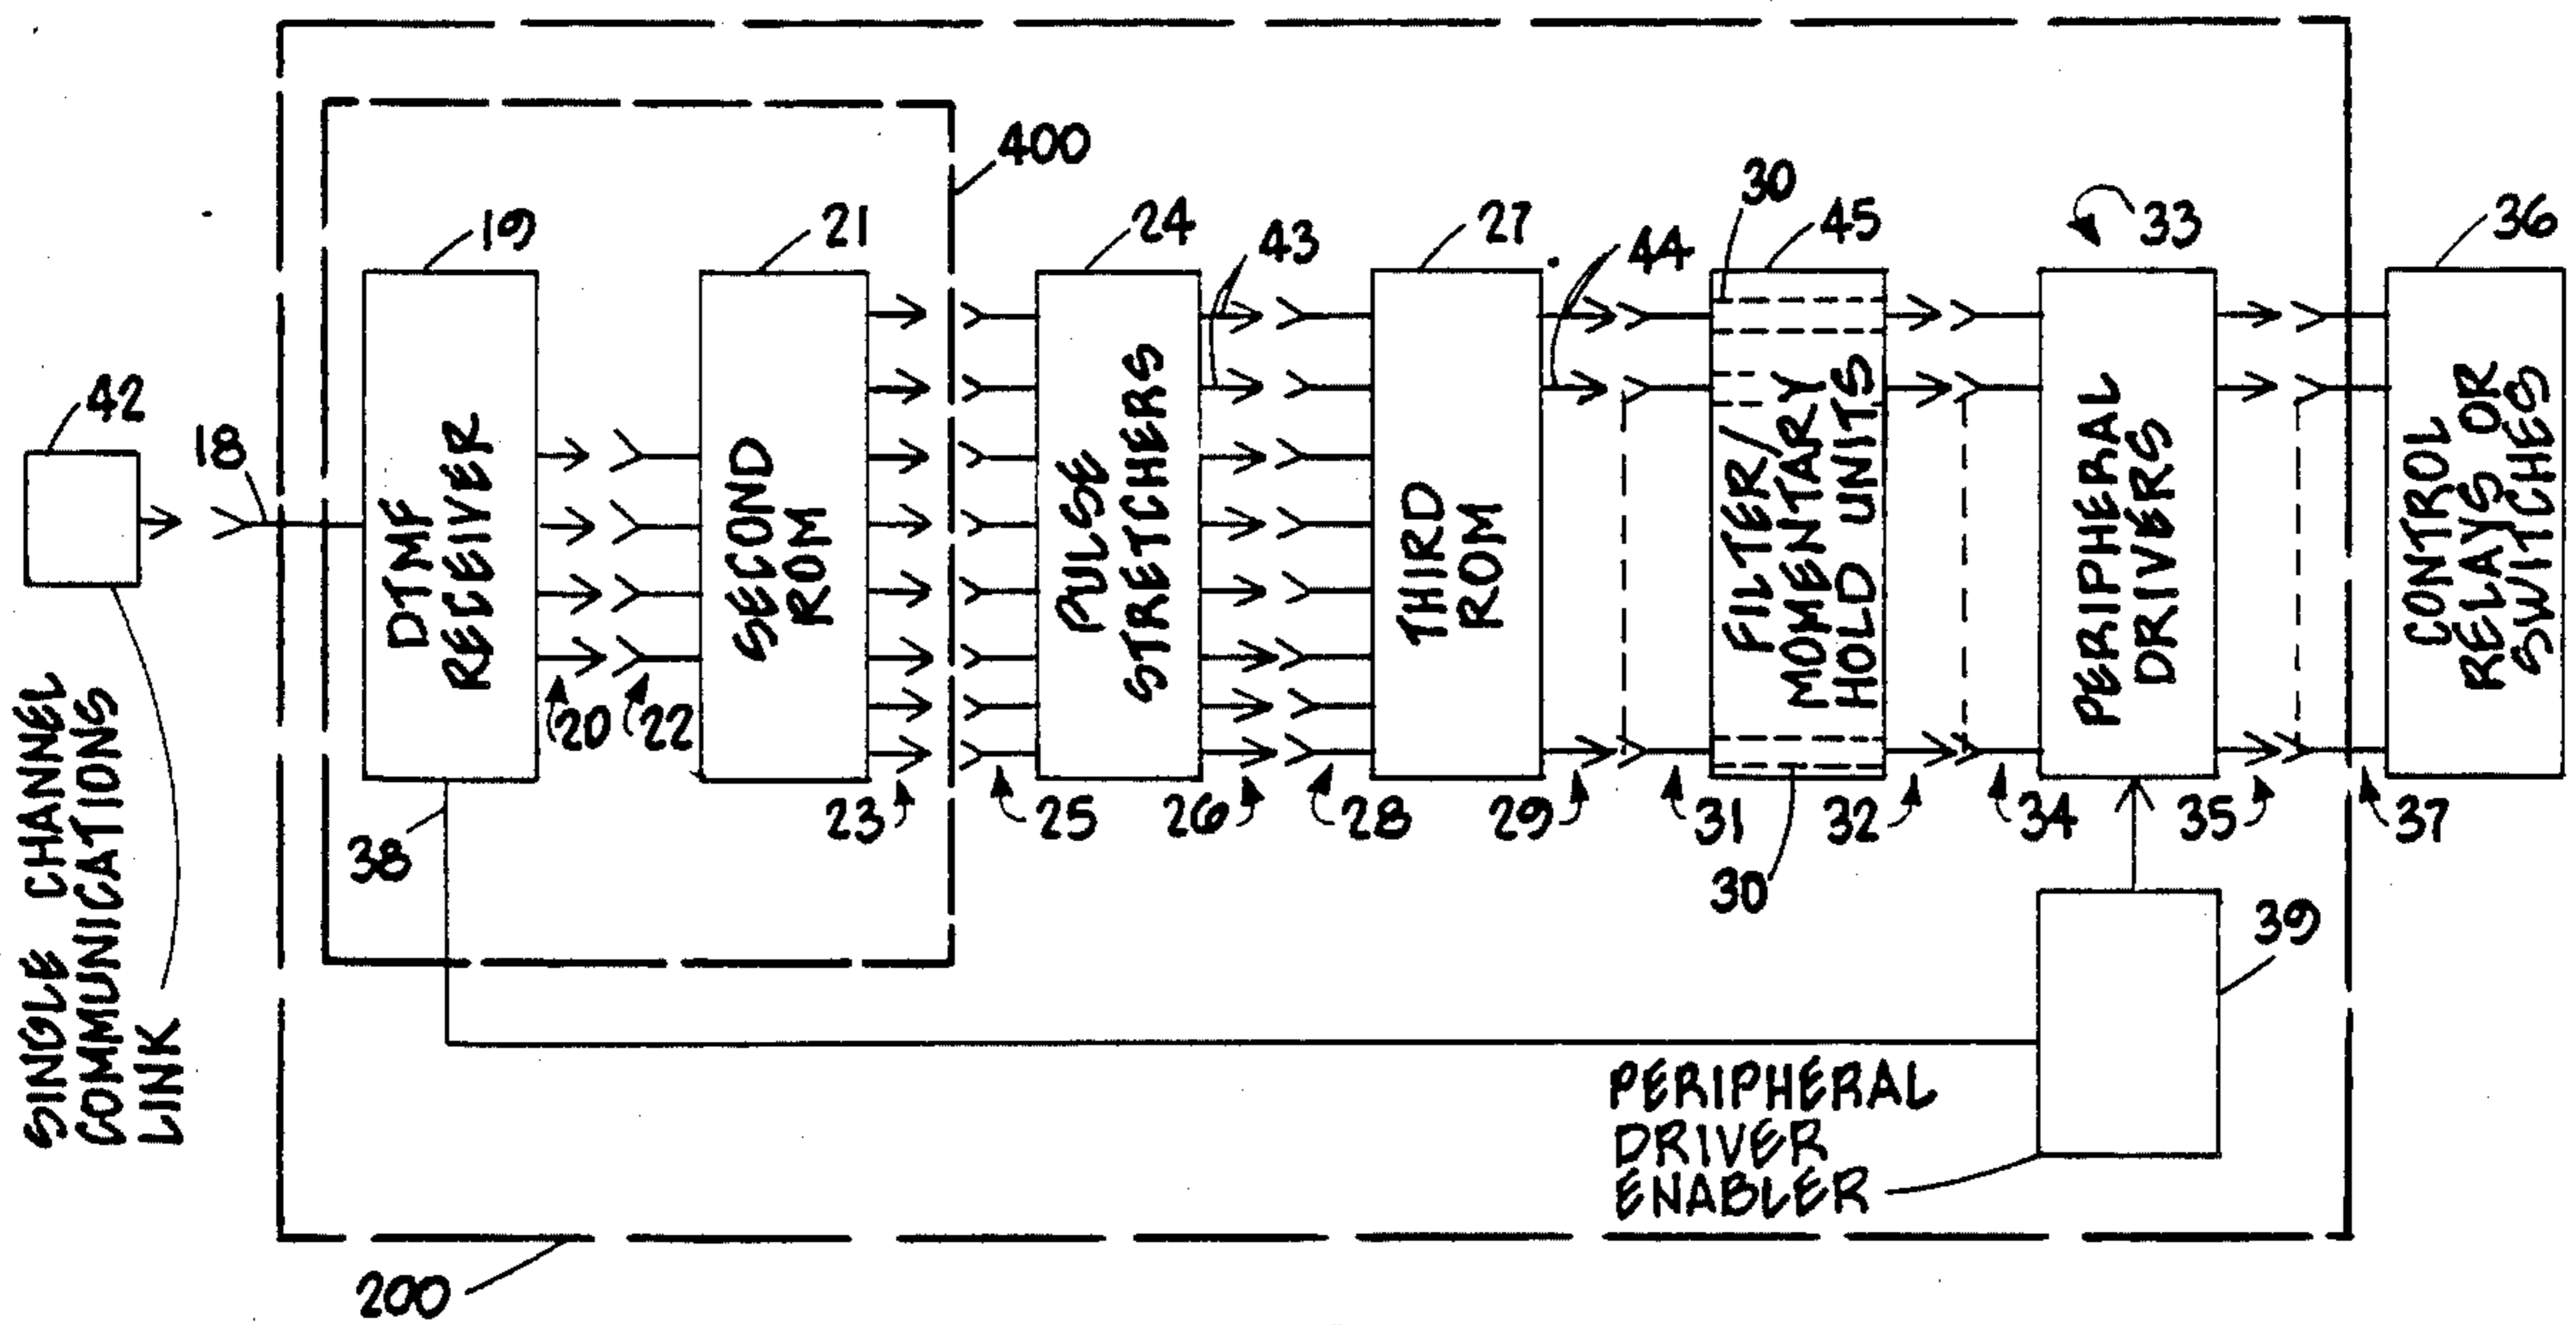 400
30
19
21
24
43
27
44
45
33
36
42
18
DTMF
RECEIVER
SECOND
ROM
PULSE
STRETCHERS
THIRD
ROM
FILTER/
MOMENTARY
HOLD UNITS
PERIPHERAL
DRIVERS
CONTROL
RELAYS OR
SWITCHES
20
22
23
25
26
28
29
31
32
34
35
37
38
30
39
SINGLE CHANNEL
COMMUNICATIONS
LINK
PERIPHERAL
DRIVER
ENABLER
200